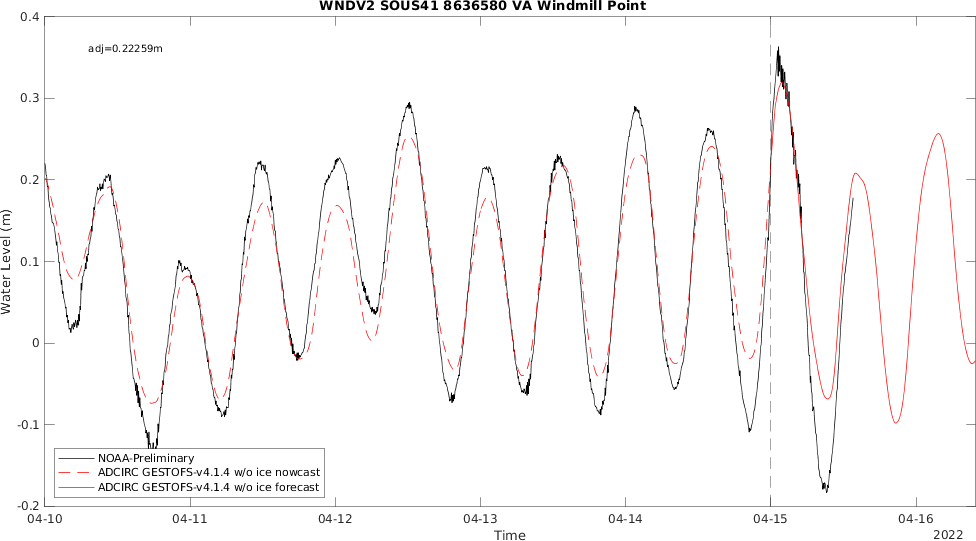 WNDV2 SOUS41 8636580 VA Windmill Point
adj=0.22259m
0.4
0.3
0.2
0.1
0
-0.1
-0.2
Water Level (m)
NOAA-Preliminary
ADCIRC GESTOFS-v4.1.4 w/o ice nowcast
ADCIRC GESTOFS-v4.1.4 w/o ice forecast
04-10 04-11 04-12 04-13 04-14 04-15 04-16
Time
2022